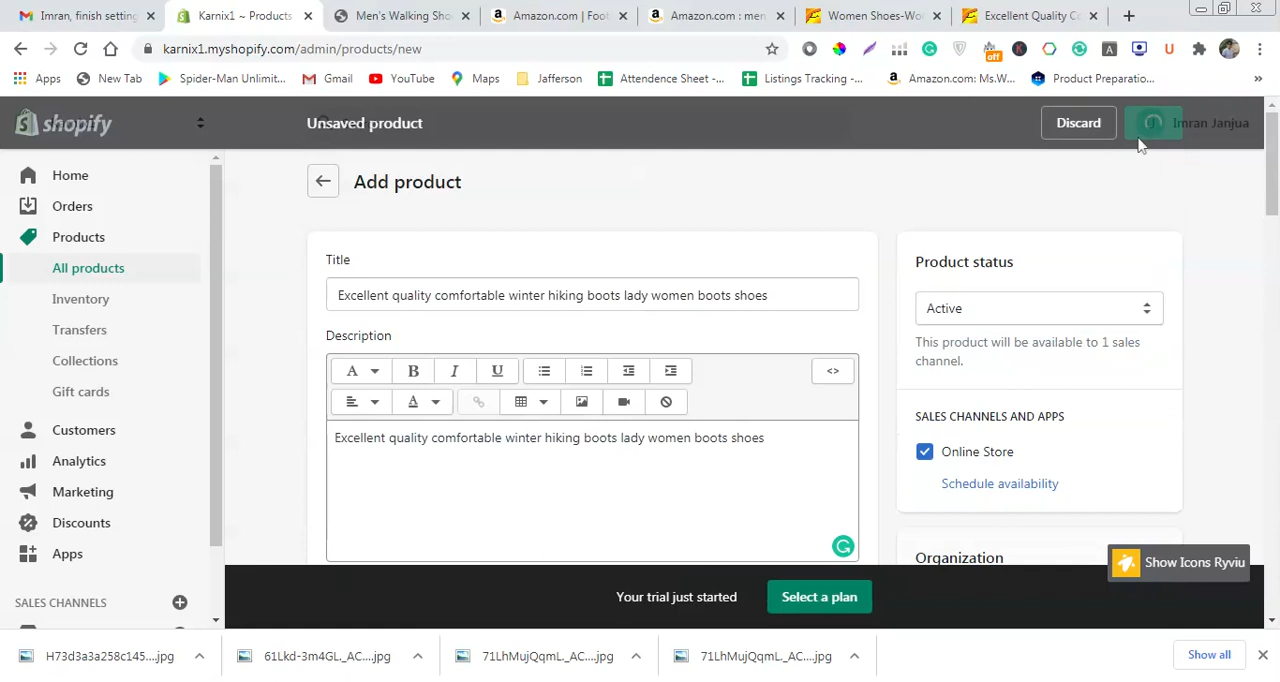 Imran, finish setting
Karnix1 ~ Products
Men's Walking Sho
Amazon.com | Foot
Amazon.com : men
Women Shoes-Wo
Excellent Quality Co
karnix1.myshopify.com/admin/products/new
off
Apps
New Tab
Spider-Man Unlimit...
Gmail
YouTube
Maps
Jafferson
Attendence Sheet -...
Listings Tracking -...
Amazon.com: Ms.W...
Product Preparatio...
»
shopify
Unsaved product
Discard
Imran Janjua
Home
Orders
Products
All products
Inventory
Transfers
Collections
Gift cards
Customers
Analytics
Marketing
Discounts
Apps
SALES CHANNELS
Add product
Title
Excellent quality comfortable winter hiking boots lady women boots shoes
Description
A
B
I
U
<>
A
Excellent quality comfortable winter hiking boots lady women boots shoes
Product status
Active
This product will be available to 1 sales
channel.
SALES CHANNELS AND APPS
Online Store
Schedule availability
Organization
Show Icons Ryviu
Your trial just started
Select a plan
H73d3a3a258c145....jpg
61Lkd-3m4GL._AC....jpg
71LhMujQqmL._AC....jpg
71LhMujQqmL._AC....jpg
Show all